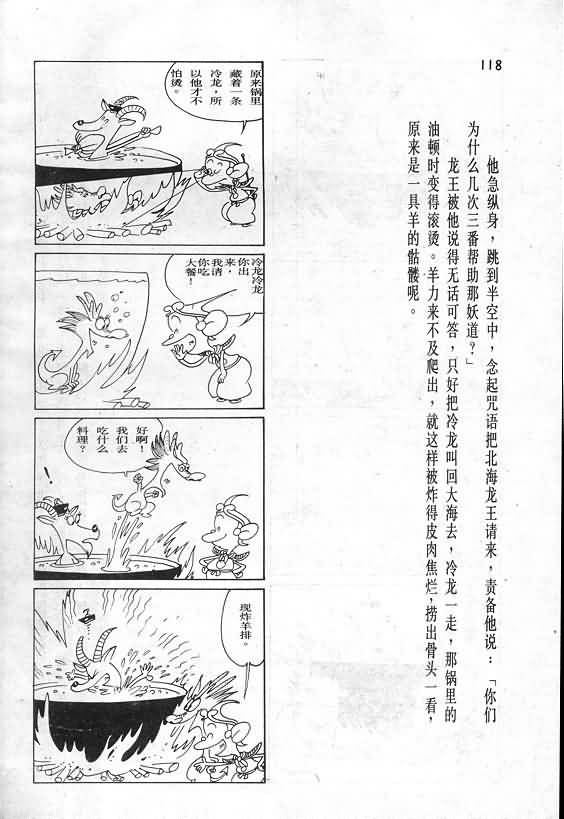 118
他急纵身，跳到半空中，念起咒语把北海龙王请来，责备他说：「你们
为什么几次三番帮助那妖道？」
龙王被他说得无话可答，只好把冷龙叫回大海去，冷龙一走，那锅里的
油顿时变得滚烫。羊力来不及爬出，就这样被炸得皮肉焦烂，捞出骨头一看，
原来是一具羊的骷髅呢。
原来锅里
藏着一条
冷龙，所
以他才不
怕烫。
冷龙冷龙
你出来，
我请
你吃
大餐！
好啊！
我们去
吃什么
料理？
！
现炸羊排。